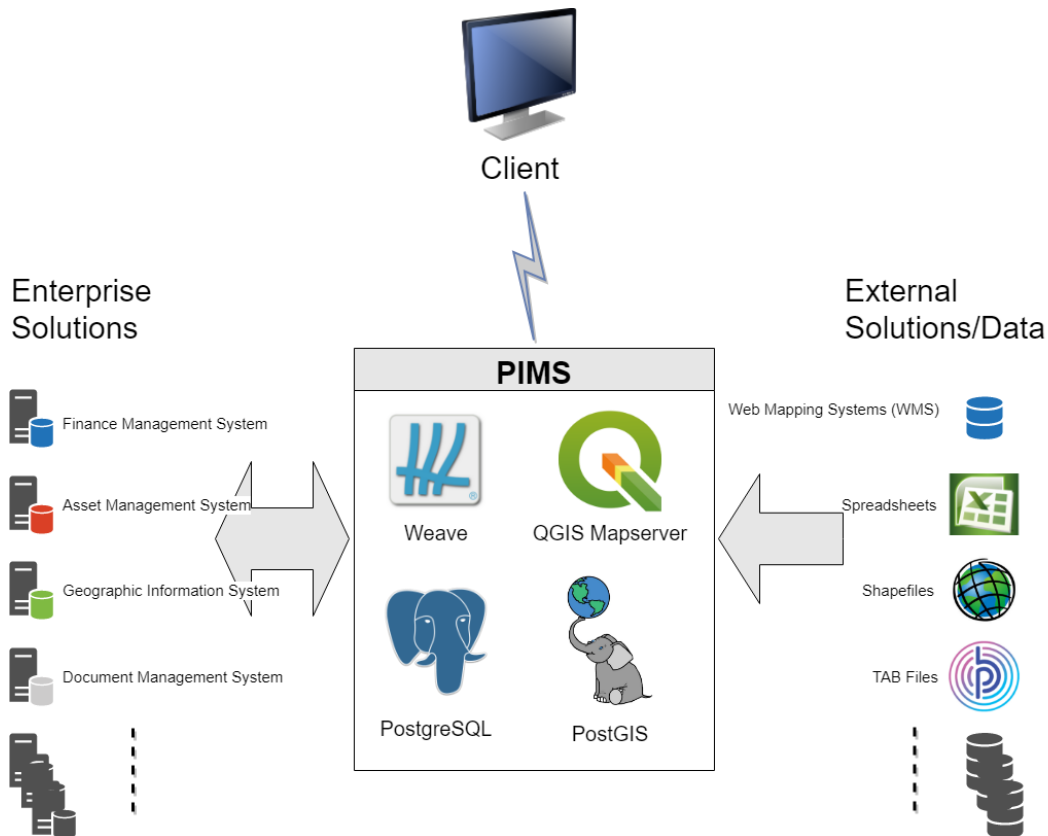 Client
Enterprise
Solutions
External
Solutions/Data
PIMS
Finance Management System
Asset Management System
Geographic Information System
Document Management System
Weave
QGIS Mapserver
PostgreSQL
PostGIS
Web Mapping Systems (WMS)
Spreadsheets
Shapefiles
TAB Files